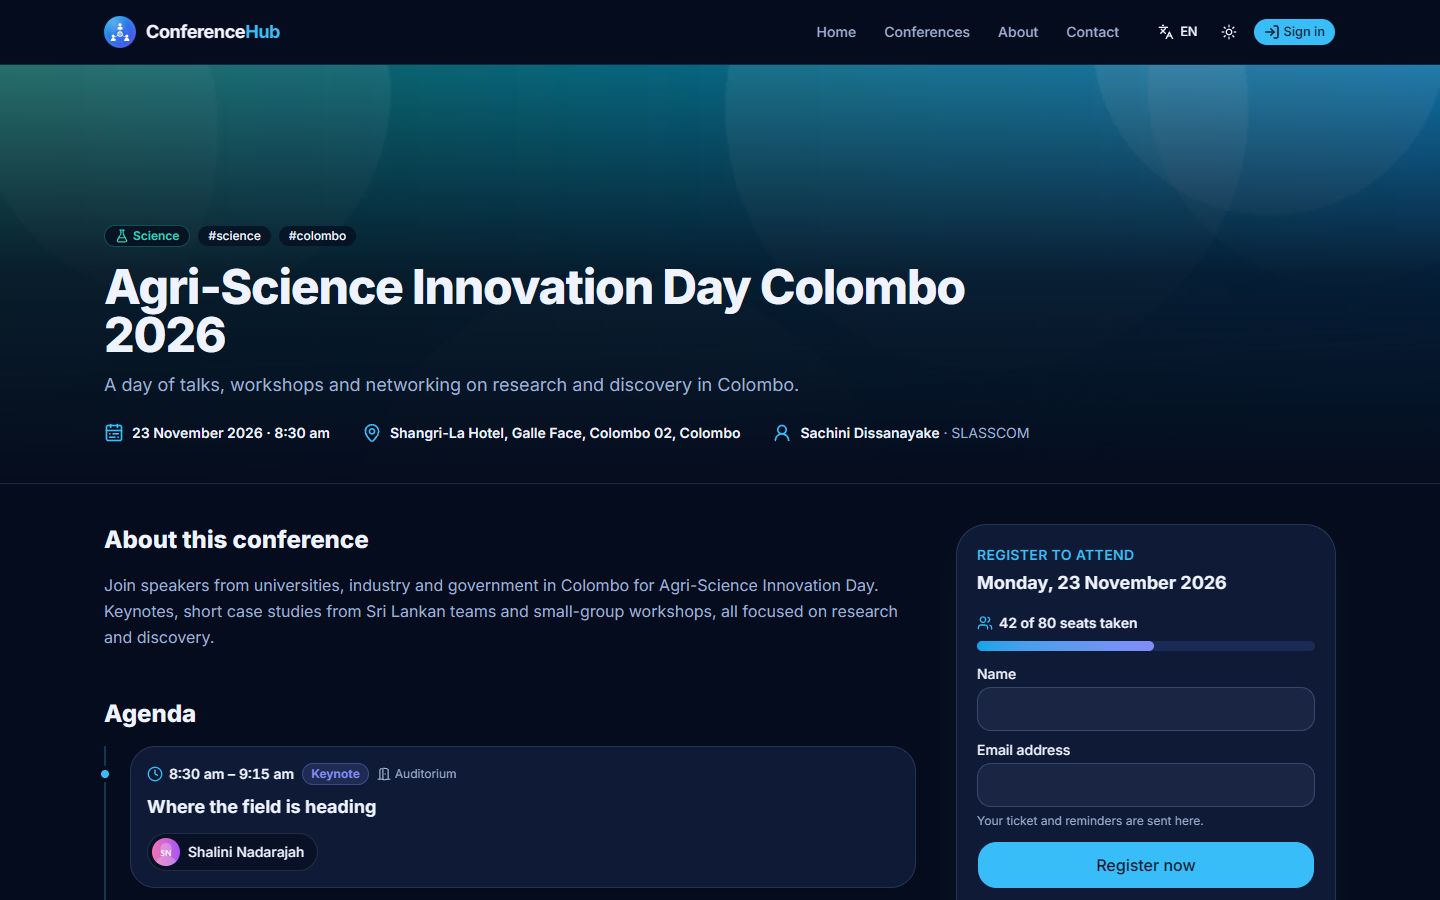 ConferenceHub
Home Conferences About Contact EN Sign in
Science #science #colombo
Agri-Science Innovation Day Colombo
2026
A day of talks, workshops and networking on research and discovery in Colombo.
23 November 2026 · 8:30 am Shangri-La Hotel, Galle Face, Colombo 02, Colombo Sachini Dissanayake · SLASSCOM
About this conference
Join speakers from universities, industry and government in Colombo for Agri-Science Innovation Day.
Keynotes, short case studies from Sri Lankan teams and small-group workshops, all focused on research
and discovery.
Agenda
8:30 am – 9:15 am Keynote Auditorium
Where the field is heading
SN Shalini Nadarajah
REGISTER TO ATTEND
Monday, 23 November 2026
42 of 80 seats taken
Name
Email address
Your ticket and reminders are sent here.
Register now